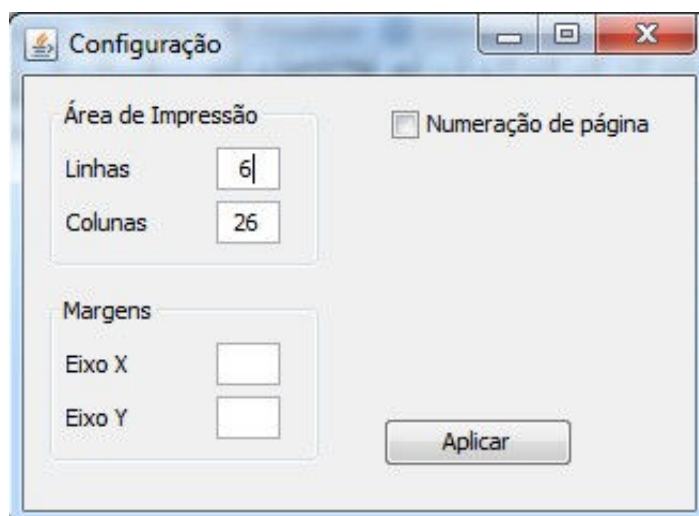 Configuração
Área de Impressão
Linhas 6
Colunas 26
Numeração de página
Margens
Eixo X
Eixo Y
Aplicar